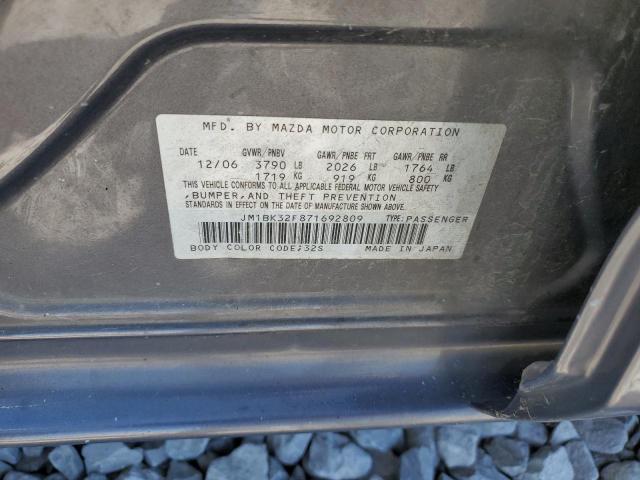 MFD. BY MAZDA MOTOR CORPORATION
DATE GVWR/PNBV GAWR/PNBE FRT GAWR/PNBE RR
12/06 3790 LB 2026 LB 1764 LB
1719 KG 919 KG 800 KG
THIS VEHICLE CONFORMS TO ALL APPLICABLE FEDERAL MOTOR VEHICLE SAFETY,
BUMPER, AND THEFT PREVENTION
STANDARDS IN EFFECT ON THE DATE OF MANUFACTURE SHOWN ABOVE.
JM1BK32F871692809 TYPE:PASSENGER
BODY COLOR CODE;32S MADE IN JAPAN